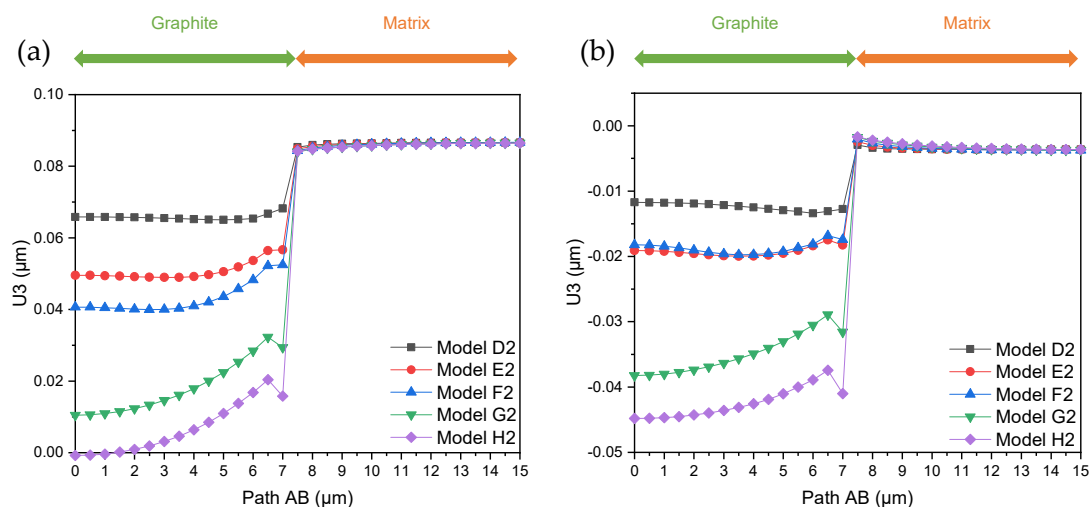 Graphite Matrix
(a)
0.10
0.08
0.06
0.04
0.02
0.00
U3 (µm)
Model D2
Model E2
Model F2
Model G2
Model H2
0 1 2 3 4 5 6 7 8 9 10 11 12 13 14 15
Path AB (µm)
Graphite Matrix
(b)
0.00
-0.01
-0.02
-0.03
-0.04
-0.05
U3 (µm)
Model D2
Model E2
Model F2
Model G2
Model H2
0 1 2 3 4 5 6 7 8 9 10 11 12 13 14 15
Path AB (µm)